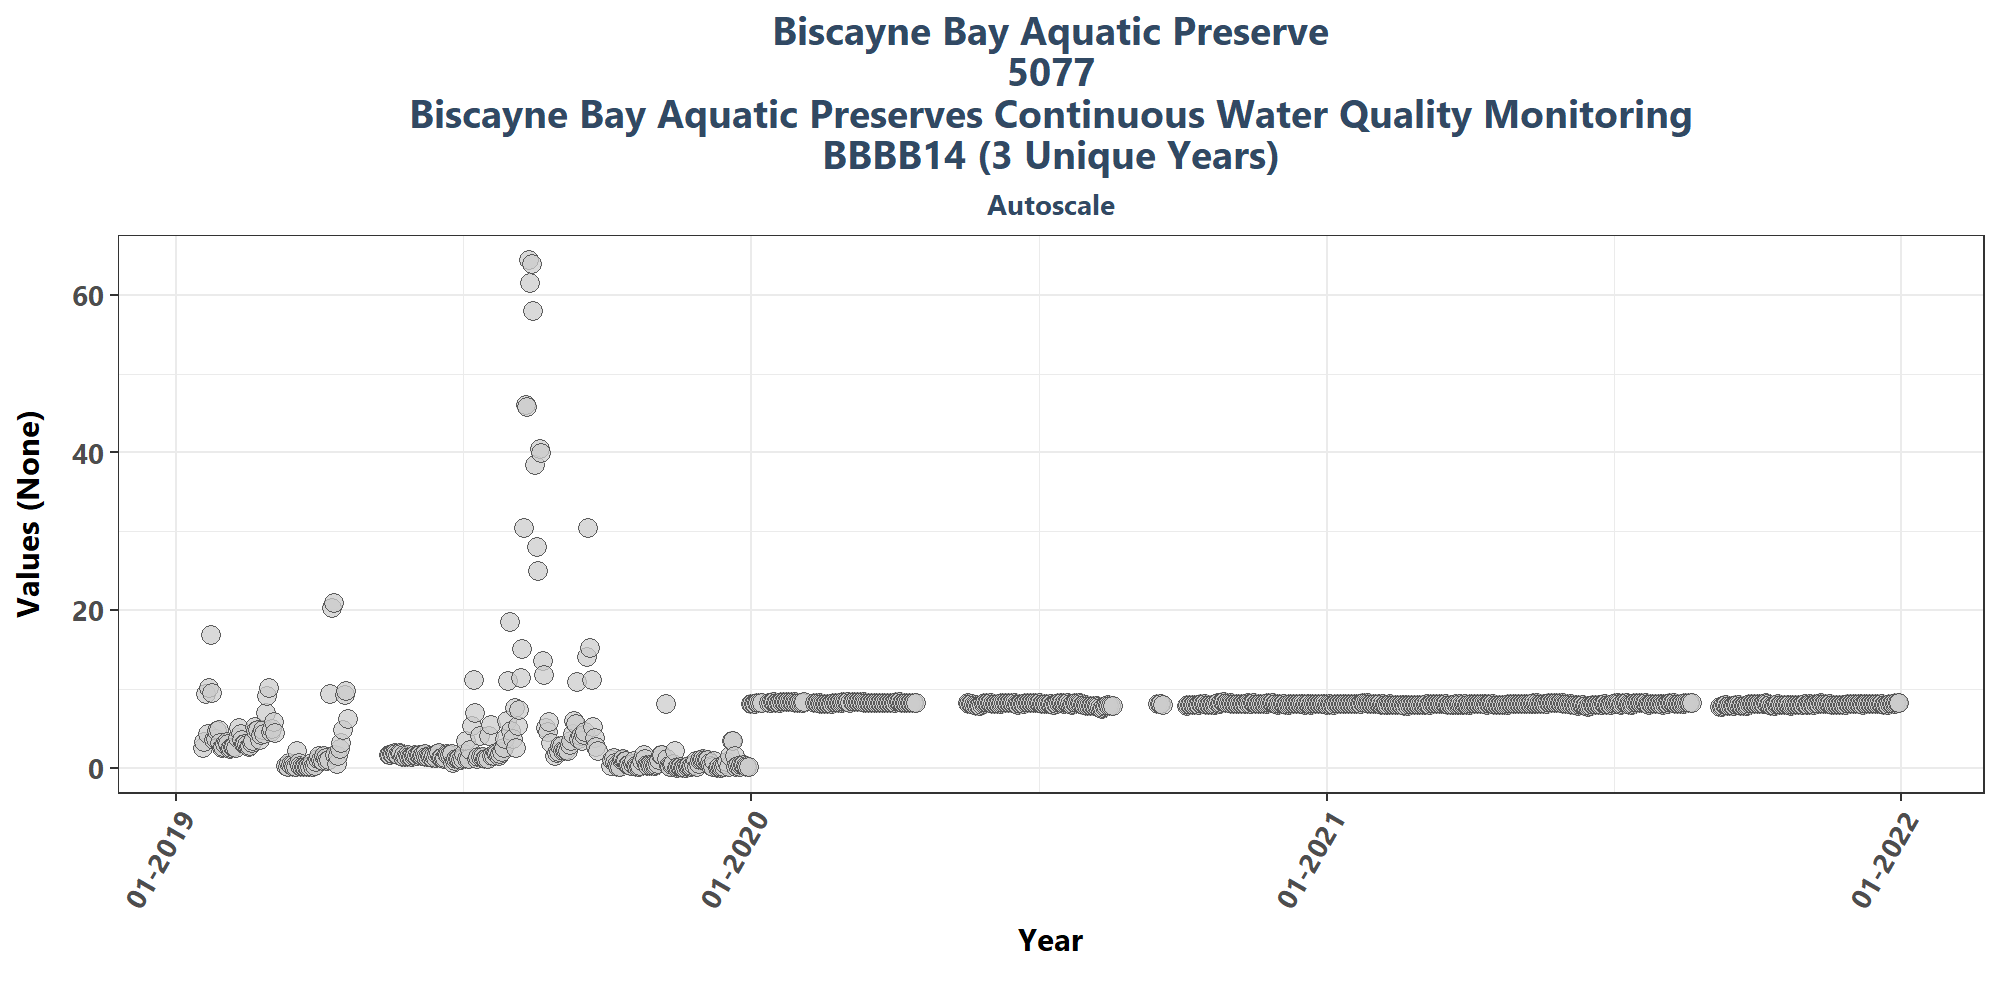 Biscayne Bay Aquatic Preserve
5077
Biscayne Bay Aquatic Preserves Continuous Water Quality Monitoring
BBBB14 (3 Unique Years)
Autoscale
Values (None)
60
40
20
0
01-2019
01-2020
01-2021
01-2022
Year